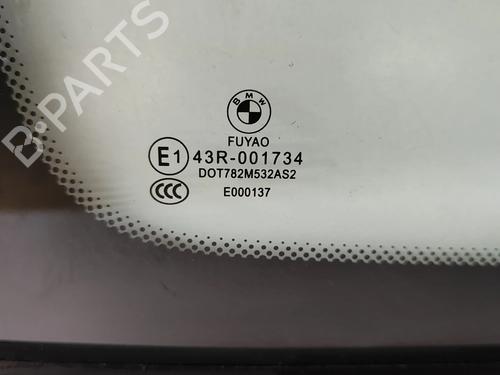 B-PARTS
BMW
FUYAO
E1 43R-001734
DOT782M532AS2
CCC E000137